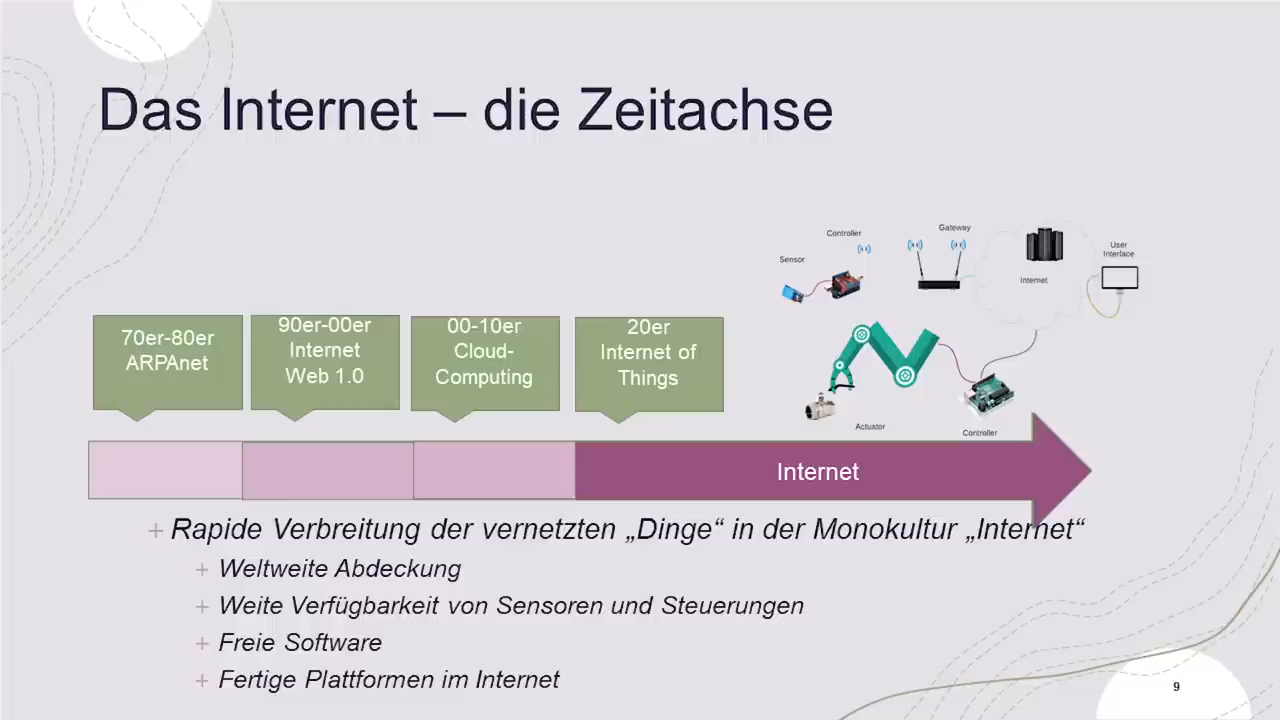 Das Internet – die Zeitachse
Controller
Gateway
User
Interface
Sensor
Internet
Actuator
Controller
70er-80er
ARPAnet
90er-00er
Internet
Web 1.0
00-10er
Cloud-
Computing
20er
Internet of
Things
Internet
+ Rapide Verbreitung der vernetzten „Dinge“ in der Monokultur „Internet“
+ Weltweite Abdeckung
+ Weite Verfügbarkeit von Sensoren und Steuerungen
+ Freie Software
+ Fertige Plattformen im Internet
9